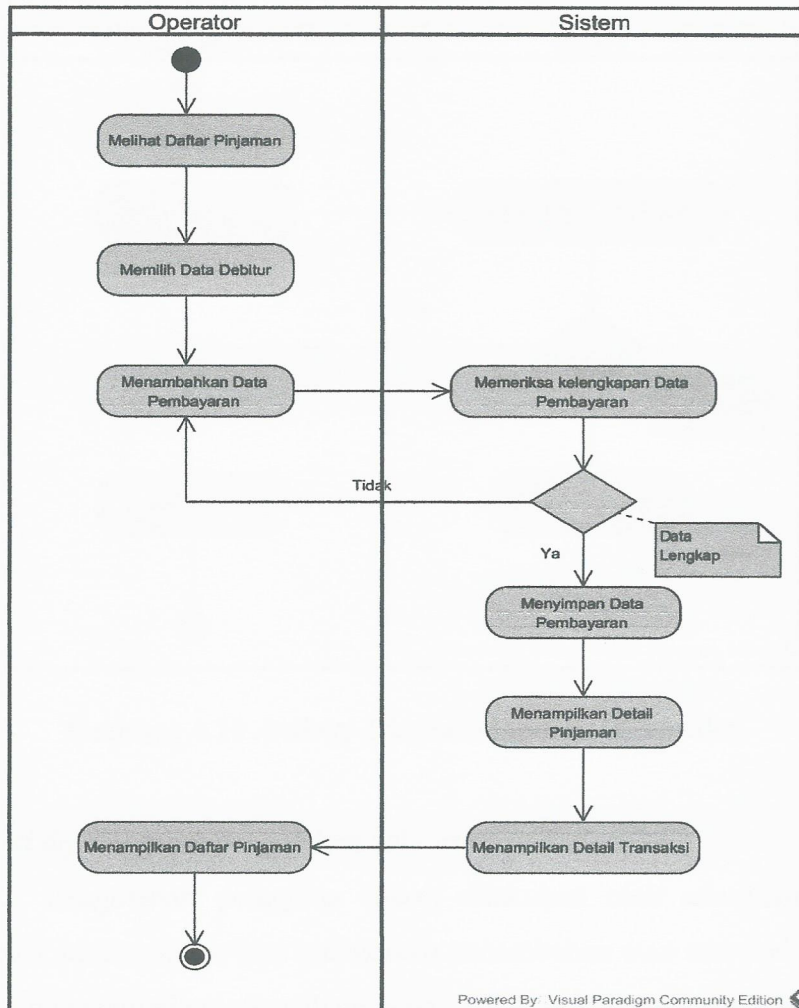 Operator
Sistem
Melihat Daftar Pinjaman
Memilih Data Debitur
Menambahkan Data
Pembayaran
Memeriksa kelengkapan Data
Pembayaran
Tidak
Data
Lengkap
Ya
Menyimpan Data
Pembayaran
Menampilkan Detail
Pinjaman
Menampilkan Daftar Pinjaman
Menampilkan Detail Transaksi
Powered By Visual Paradigm Community Edition